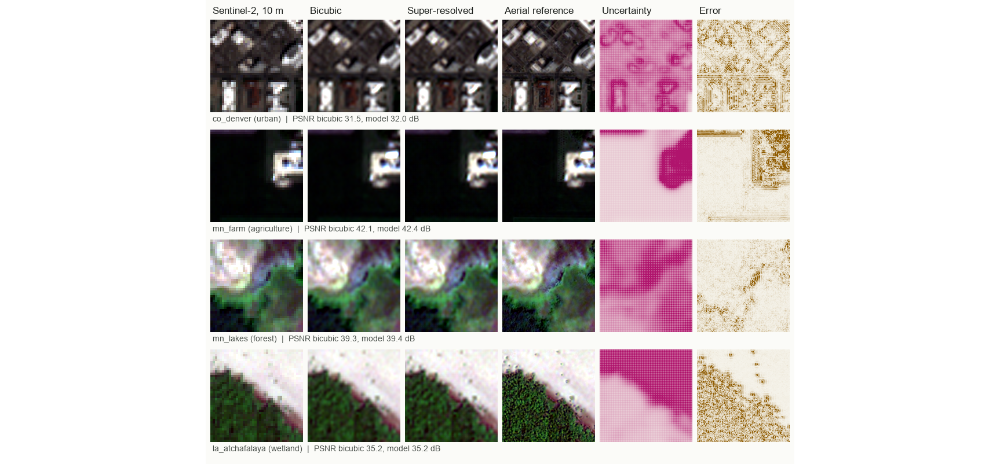 Sentinel-2, 10 m Bicubic Super-resolved Aerial reference Uncertainty Error
co_denver (urban) | PSNR bicubic 31.5, model 32.0 dB
mn_farm (agriculture) | PSNR bicubic 42.1, model 42.4 dB
mn_lakes (forest) | PSNR bicubic 39.3, model 39.4 dB
la_atchafalaya (wetland) | PSNR bicubic 35.2, model 35.2 dB